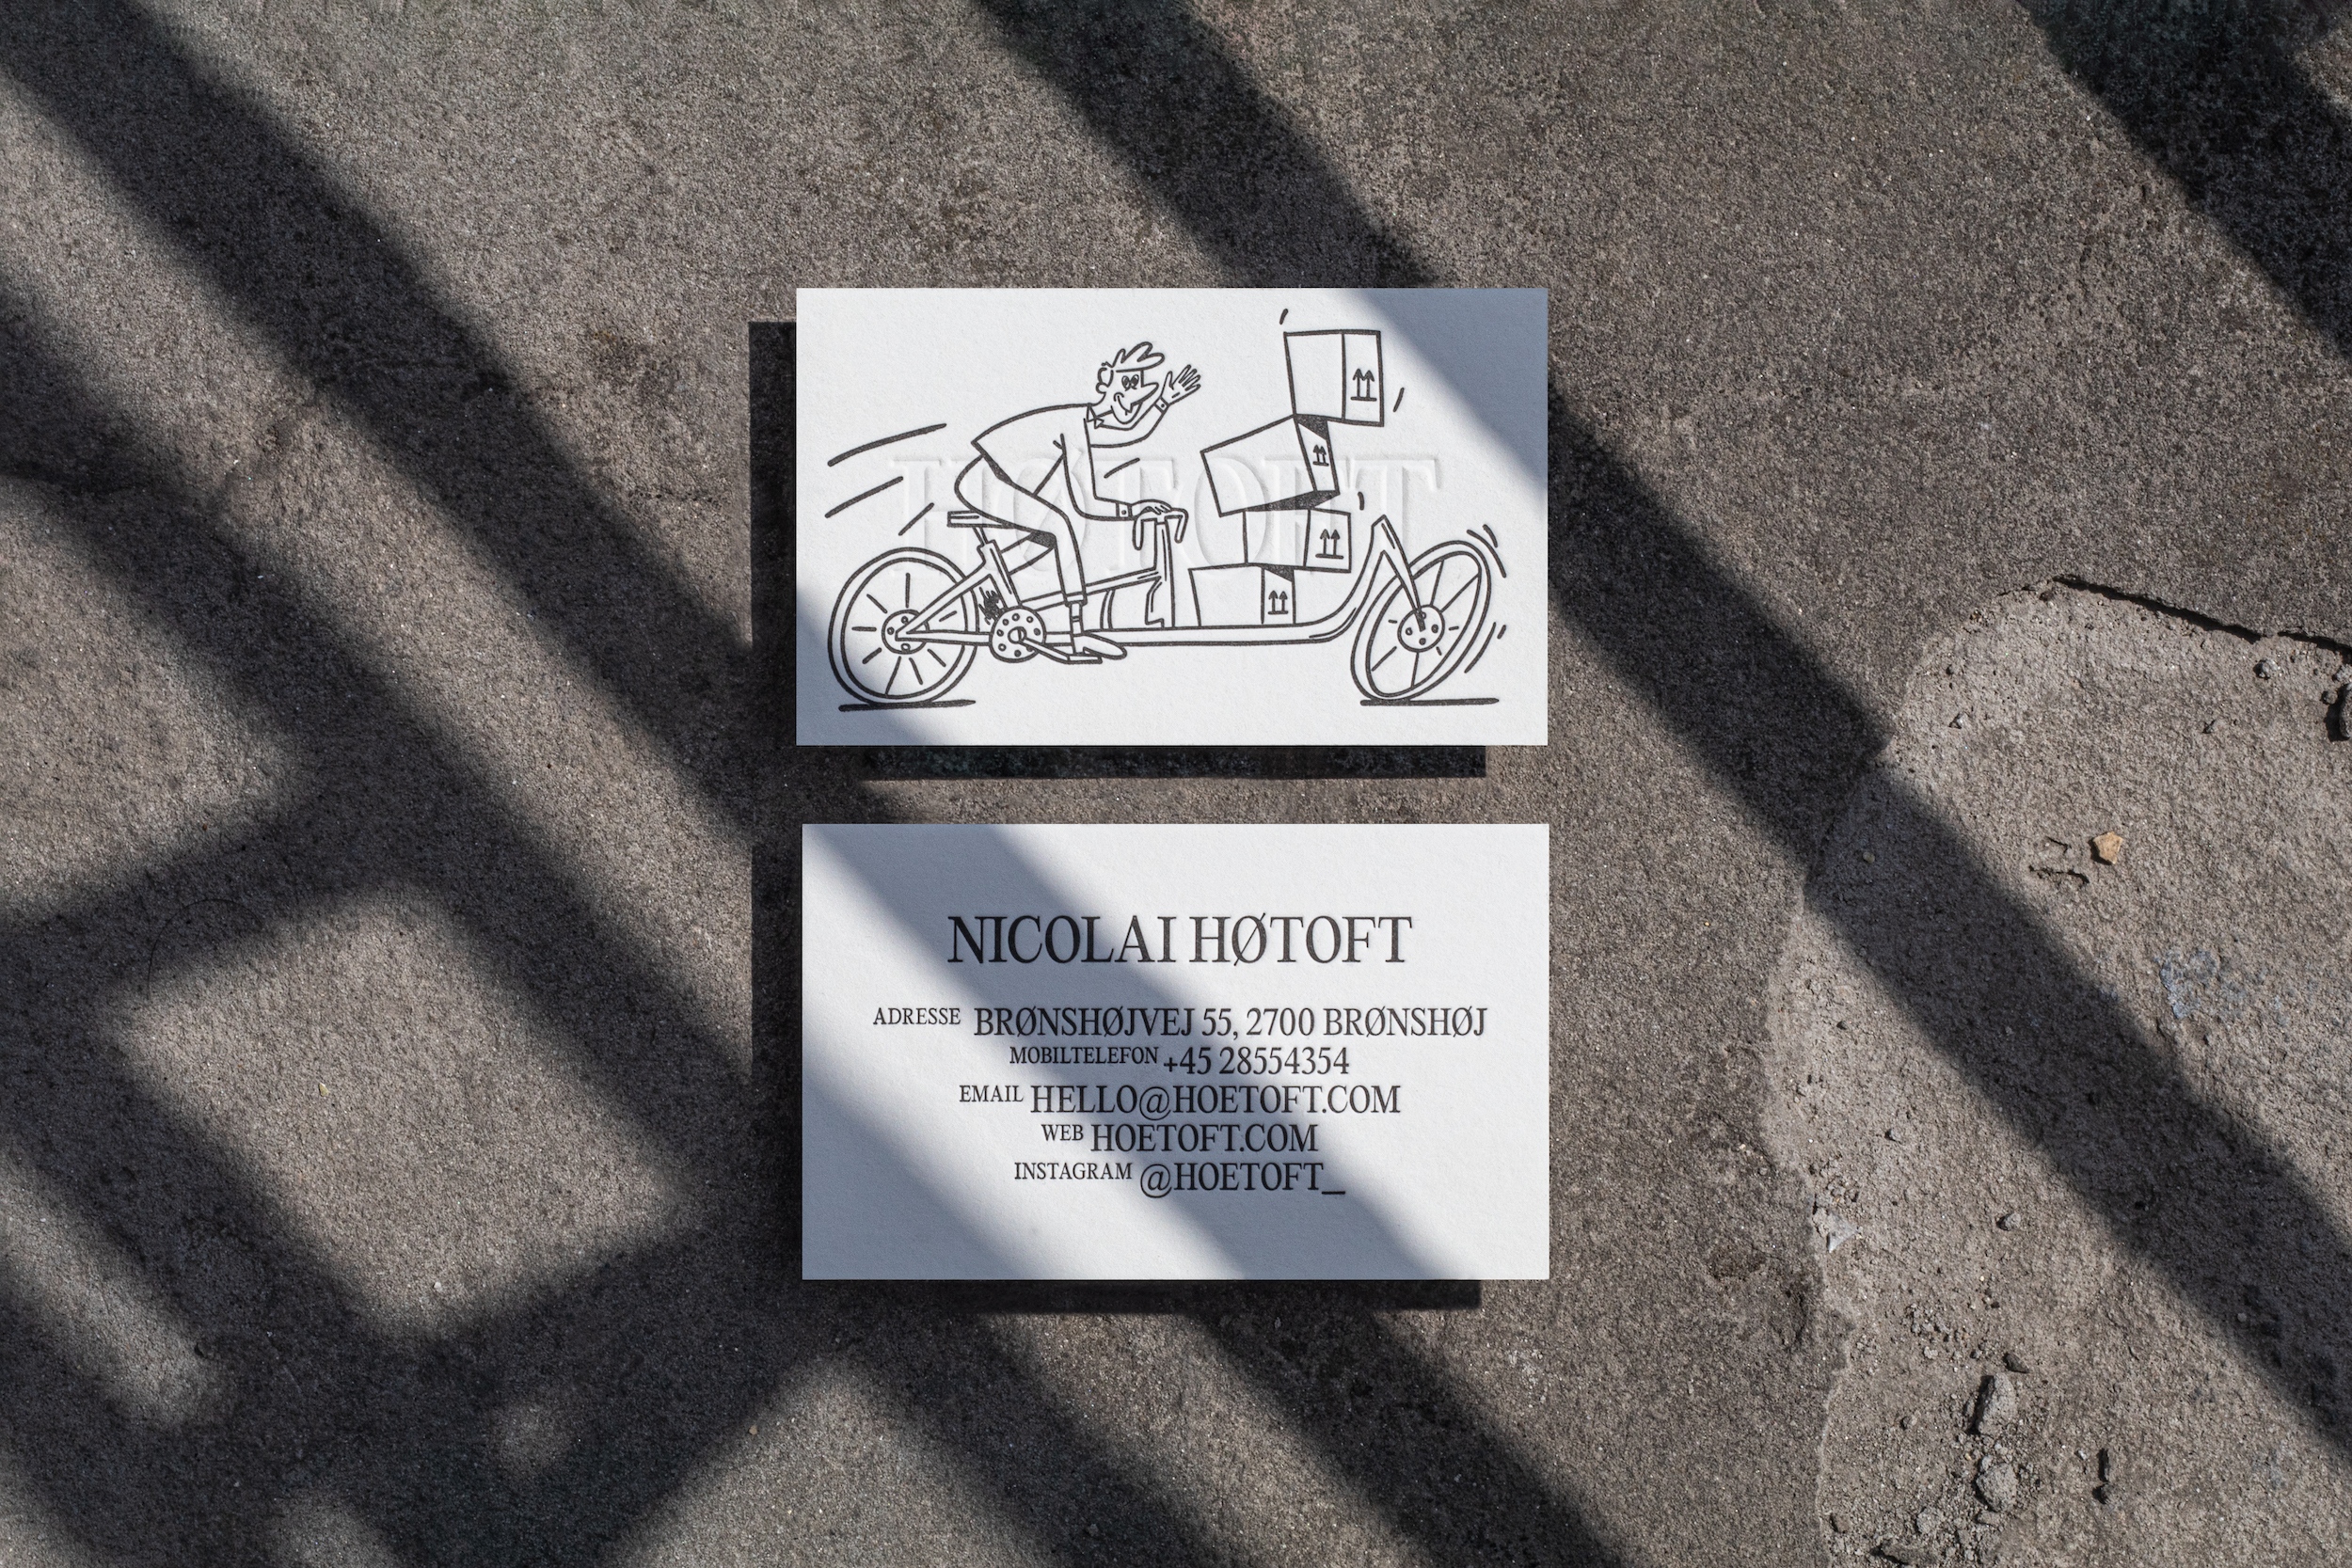 HØTOFT
NICOLAI HØTOFT
ADRESSE BRØNSHØJVEJ 55, 2700 BRØNSHØJ
MOBILTELEFON +45 28554354
EMAIL HELLO@HOETOFT.COM
WEB HOETOFT.COM
INSTAGRAM @HOETOFT_